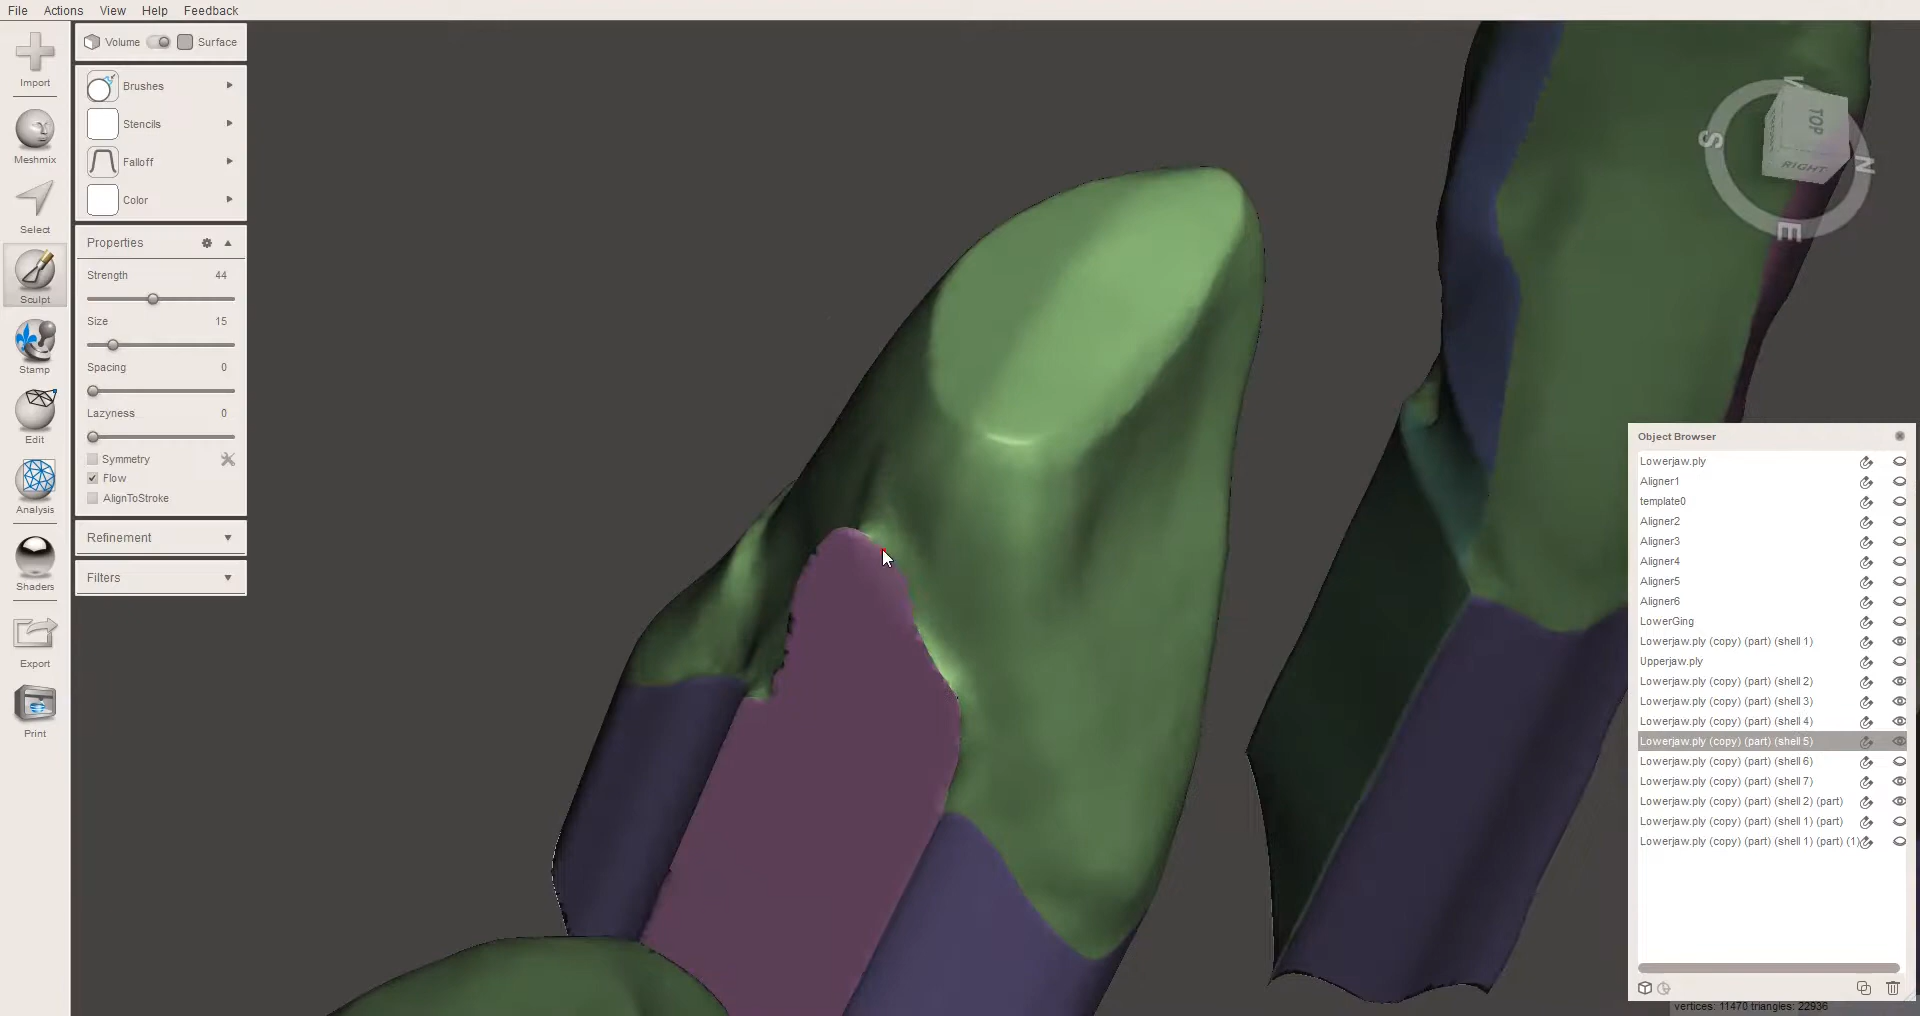 File Actions View Help Feedback
Import
Meshmix
Select
Sculpt
Stamp
Edit
Analysis
Shaders
Export
Print
Volume Surface
Brushes
Stencils
Falloff
Color
Properties
Strength 44
Size 15
Spacing 0
Lazyness 0
Symmetry
Flow
AlignToStroke
Refinement
Filters
S
TOP
RIGHT
N
E
Object Browser
Lowerjaw.ply
Aligner1
template0
Aligner2
Aligner3
Aligner4
Aligner5
Aligner6
LowerGing
Lowerjaw.ply (copy) (part) (shell 1)
Upperjaw.ply
Lowerjaw.ply (copy) (part) (shell 2)
Lowerjaw.ply (copy) (part) (shell 3)
Lowerjaw.ply (copy) (part) (shell 4)
Lowerjaw.ply (copy) (part) (shell 5)
Lowerjaw.ply (copy) (part) (shell 6)
Lowerjaw.ply (copy) (part) (shell 7)
Lowerjaw.ply (copy) (part) (shell 2) (part)
Lowerjaw.ply (copy) (part) (shell 1) (part)
Lowerjaw.ply (copy) (part) (shell 1) (part) (1)
vertices: 11470 triangles: 22936